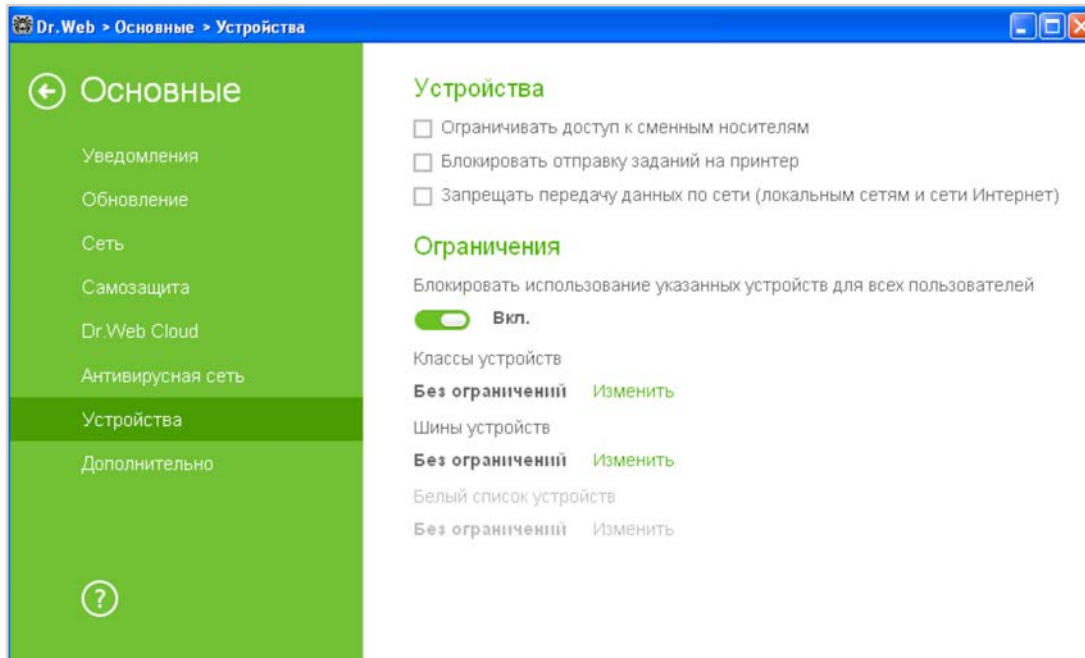 Dr.Web > Основные > Устройства
Основные
Уведомления
Обновление
Сеть
Самозащита
Dr.Web Cloud
Антивирусная сеть
Устройства
Дополнительно
?
Устройства
Ограничивать доступ к сменным носителям
Блокировать отправку заданий на принтер
Запрещать передачу данных по сети (локальным сетям и сети Интернет)
Ограничения
Блокировать использование указанных устройств для всех пользователей
Вкл.
Классы устройств
Без ограничений Изменить
Шины устройств
Без ограничений Изменить
Белый список устройств
Без ограничений Изменить